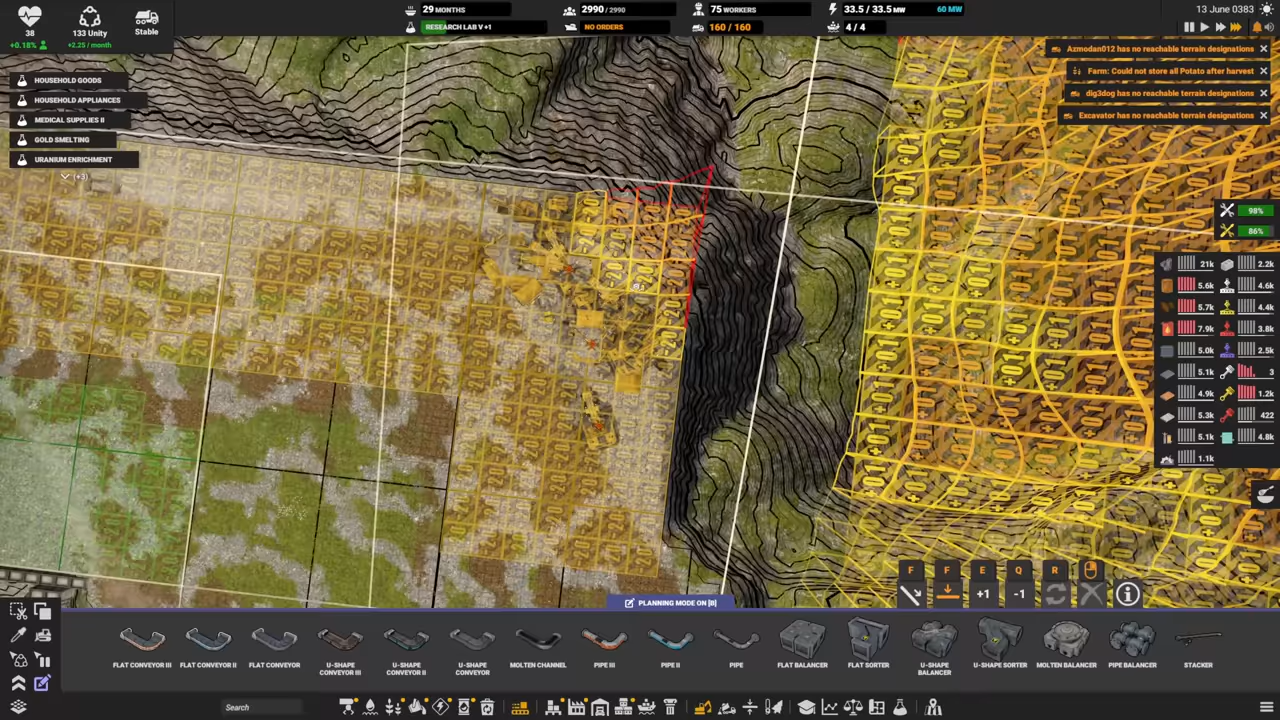 38
+0.18%
133 Unity
+2.25 / month
Stable
29 MONTHS
RESEARCH LAB V +1
2990 / 2990
NO ORDERS
75 WORKERS
160 / 160
33.5 / 33.5 MW
60 MW
4 / 4
13 June 0383
Azmodan012 has no reachable terrain designations
Farm: Could not store all Potato after harvest
dig3dog has no reachable terrain designations
Excavator has no reachable terrain designations
HOUSEHOLD GOODS
HOUSEHOLD APPLIANCES
MEDICAL SUPPLIES II
GOLD SMELTING
URANIUM ENRICHMENT
(+3)
98%
86%
21k
2.2k
5.6k
4.6k
5.7k
4.4k
7.9k
3.8k
5.0k
2.5k
5.1k
3
4.9k
1.2k
5.3k
422
5.1k
4.8k
1.1k
F
F
E
Q
R
+1
-1
PLANNING MODE ON [B]
FLAT CONVEYOR III
FLAT CONVEYOR II
FLAT CONVEYOR
U-SHAPE CONVEYOR III
U-SHAPE CONVEYOR II
U-SHAPE CONVEYOR
MOLTEN CHANNEL
PIPE III
PIPE II
PIPE
FLAT BALANCER
FLAT SORTER
U-SHAPE BALANCER
U-SHAPE SORTER
MOLTEN BALANCER
PIPE BALANCER
STACKER
Search